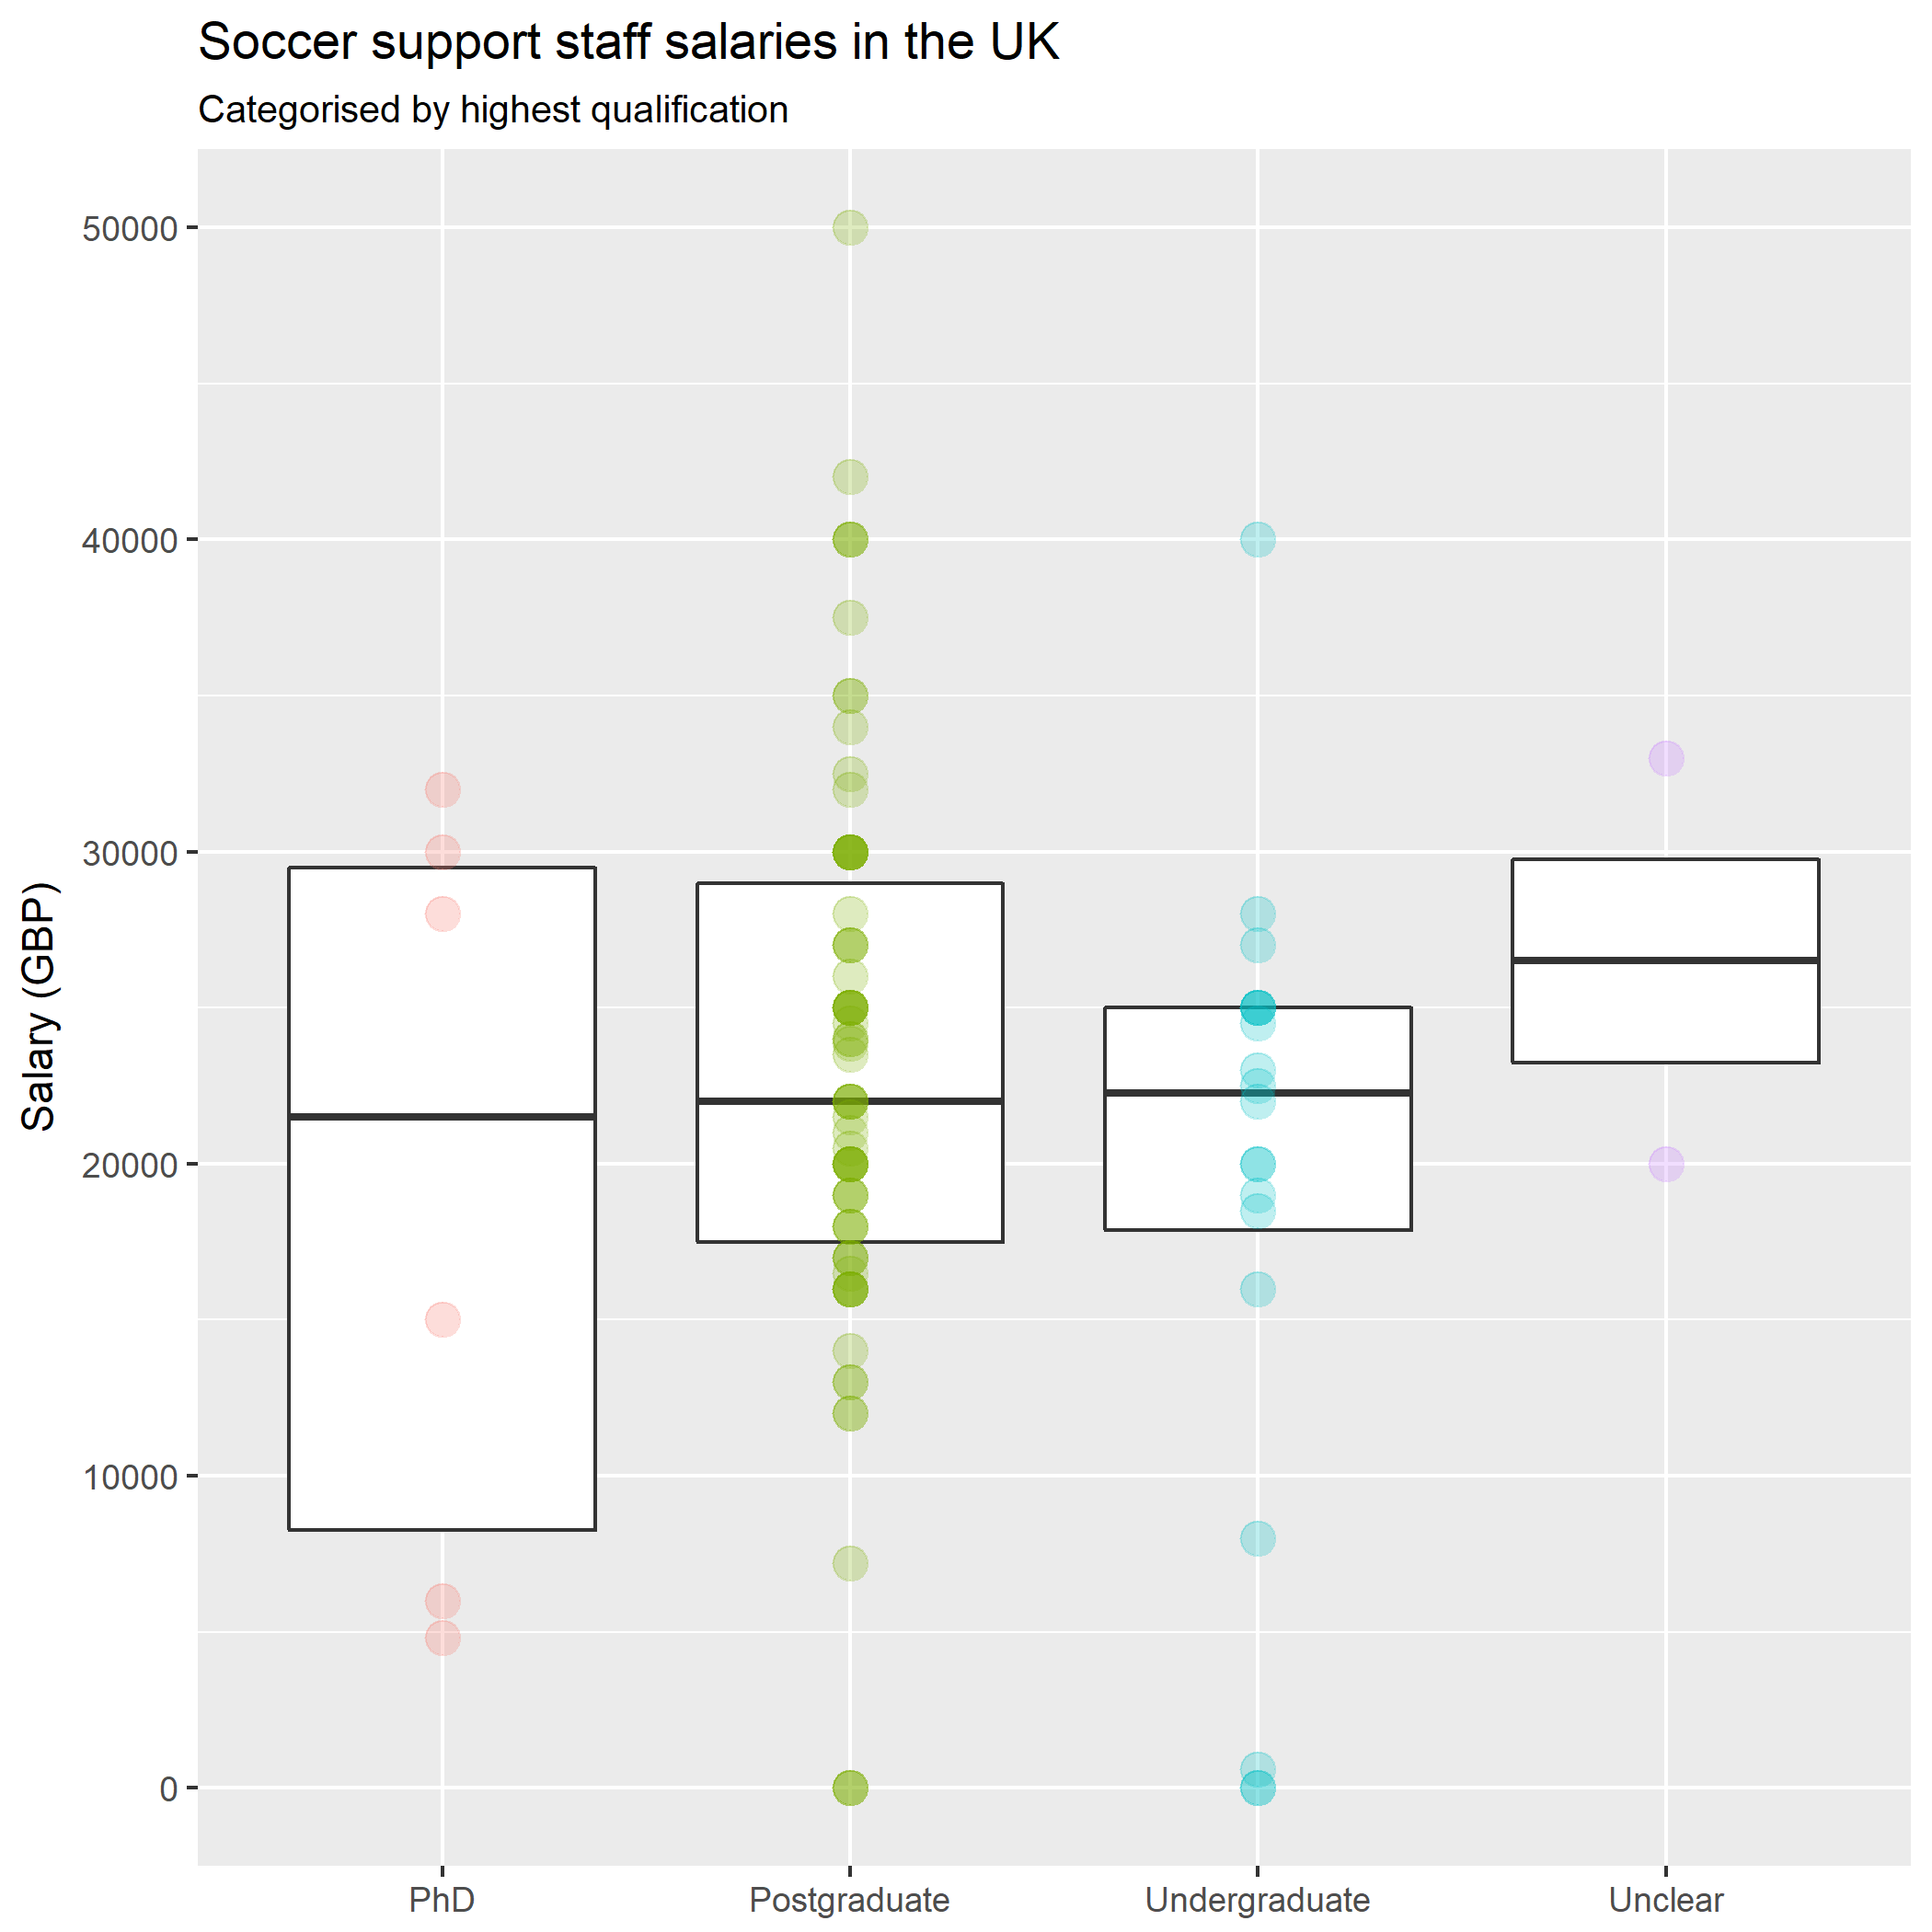 Soccer support staff salaries in the UK
Categorised by highest qualification
Salary (GBP)
50000
40000
30000
20000
10000
0
PhD
Postgraduate
Undergraduate
Unclear